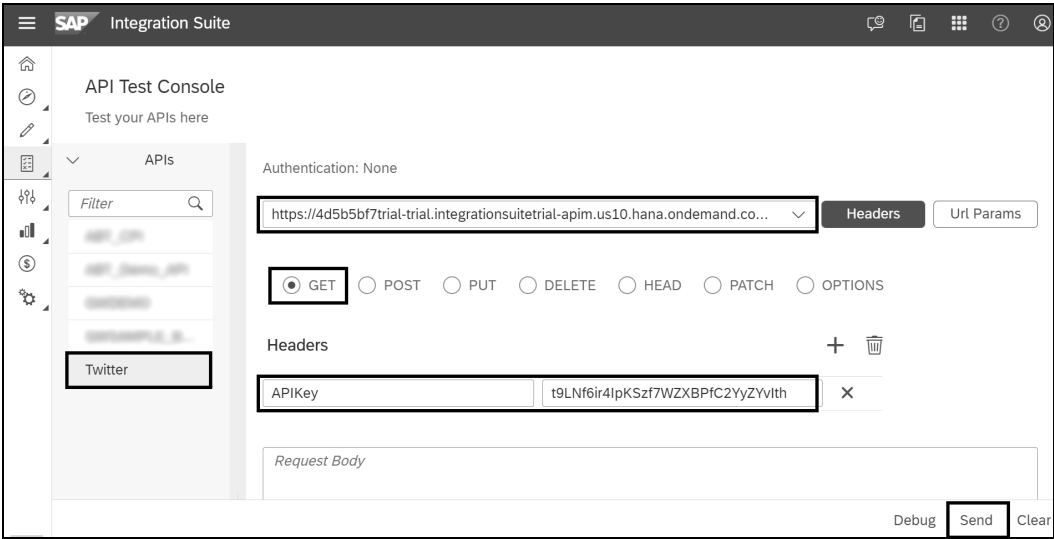 SAP Integration Suite
API Test Console
Test your APIs here
APIs
Filter
Twitter
Authentication: None
https://4d5b5bf7trial-trial.integrationsuitetrial-apim.us10.hana.ondemand.co...
Headers
Url Params
GET POST PUT DELETE HEAD PATCH OPTIONS
Headers
APIKey t9LNf6ir4IpKSzf7WZXBPfC2YyZYvIth
Request Body
Debug Send Clear